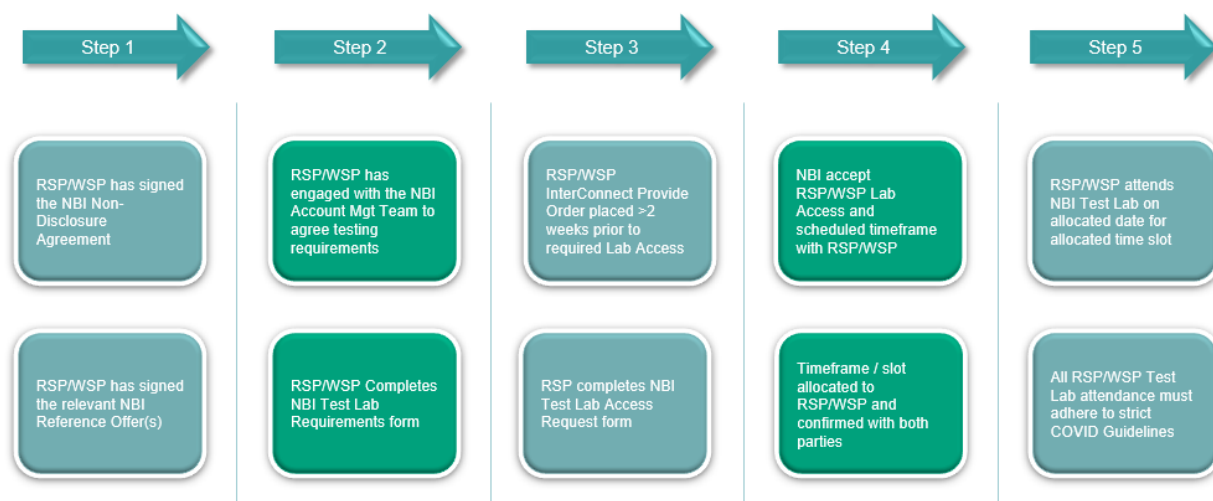 Step 1
Step 2
Step 3
Step 4
Step 5
RSP/WSP has signed
the NBI Non-
Disclosure
Agreement
RSP/WSP has
engaged with the NBI
Account Mgt Team to
agree testing
requirements
RSP/WSP
InterConnect Provide
Order placed >2
weeks prior to
required Lab Access
NBI accept
RSP/WSP Lab
Access and
scheduled timeframe
with RSP/WSP
RSP/WSP attends
NBI Test Lab on
allocated date for
allocated time slot
RSP/WSP has signed
the relevant NBI
Reference Offer(s)
RSP/WSP Completes
NBI Test Lab
Requirements form
RSP completes NBI
Test Lab Access
Request form
Timeframe / slot
allocated to
RSP/WSP and
confirmed with both
parties
All RSP/WSP Test
Lab attendance must
adhere to strict
COVID Guidelines